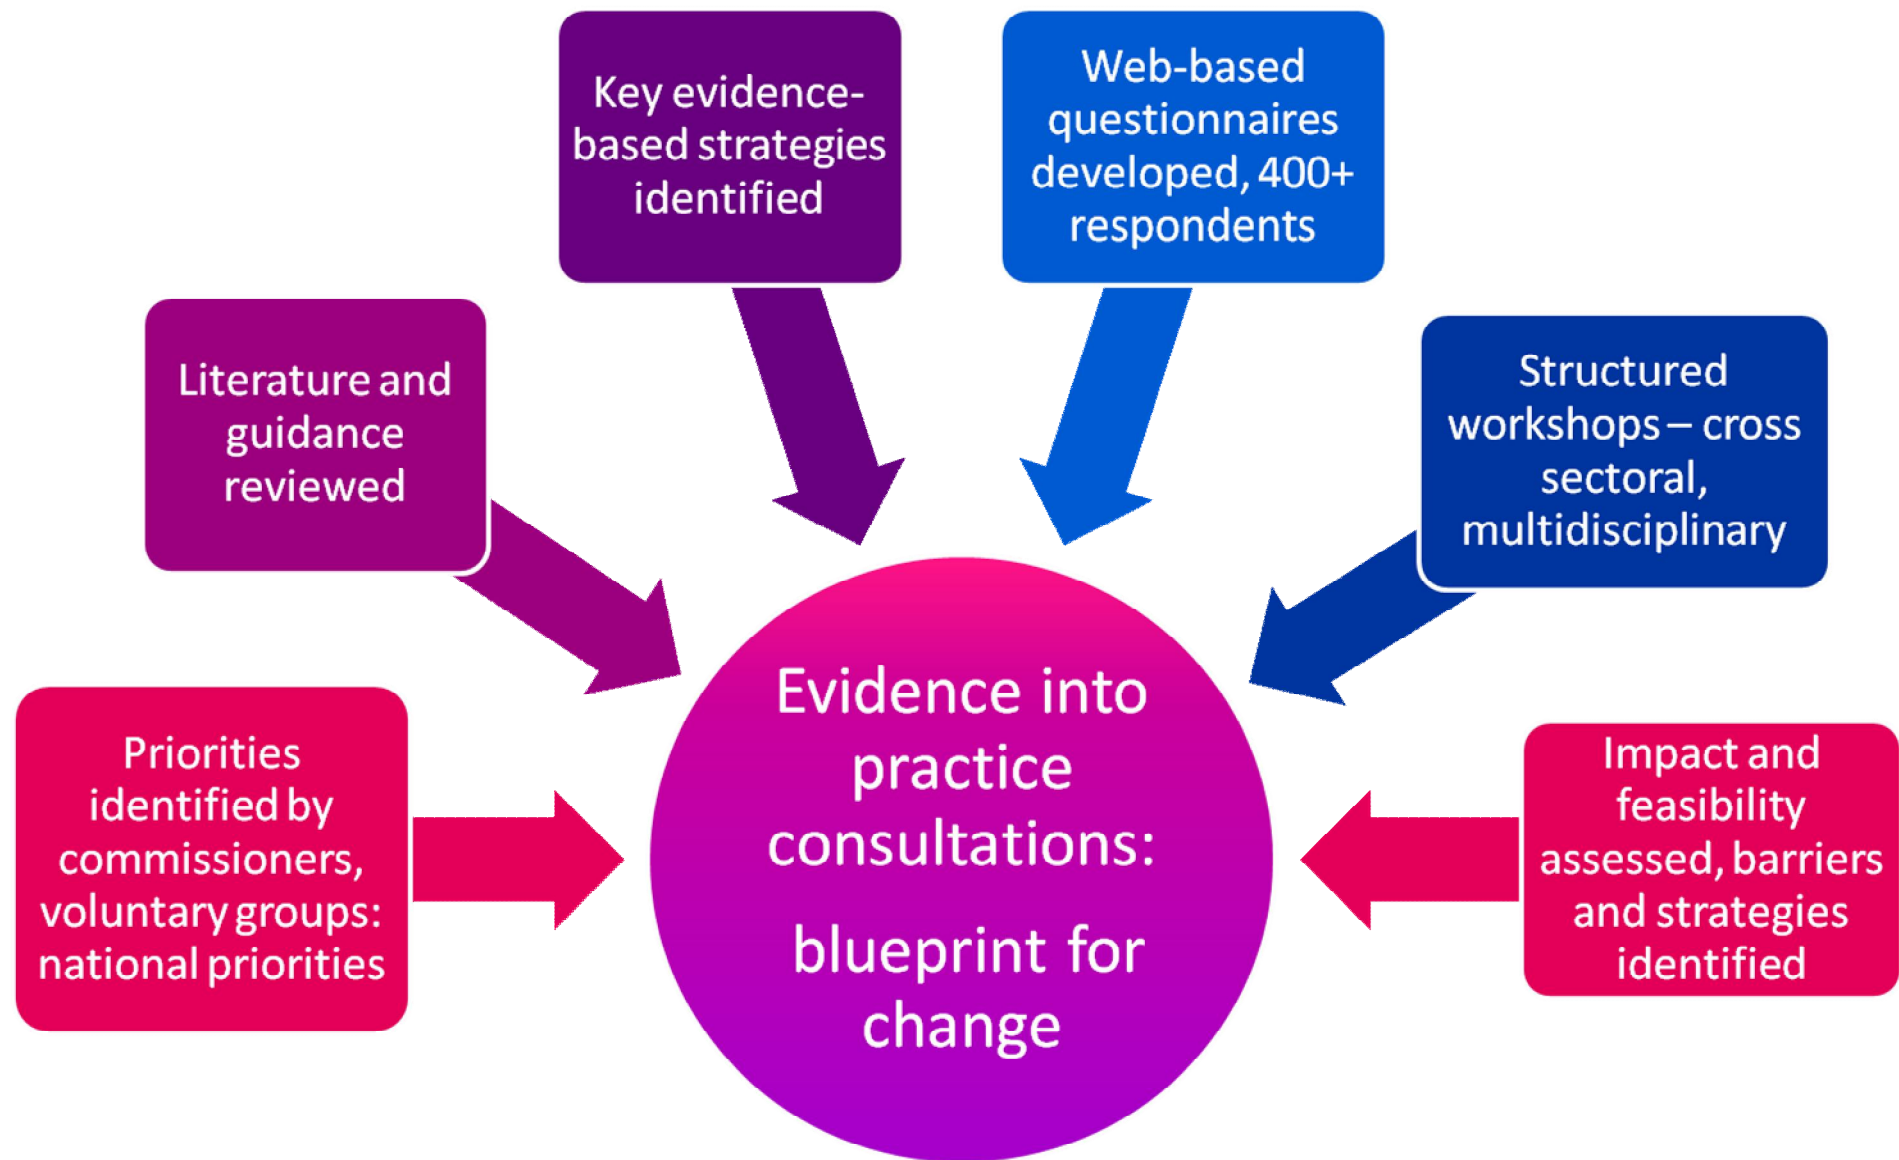 Priorities
identified by
commissioners,
voluntary groups:
national priorities
Literature and
guidance
reviewed
Key evidence-
based strategies
identified
Web-based
questionnaires
developed, 400+
respondents
Structured
workshops – cross
sectoral,
multidisciplinary
Impact and
feasibility
assessed, barriers
and strategies
identified
Evidence into
practice
consultations:
blueprint for
change